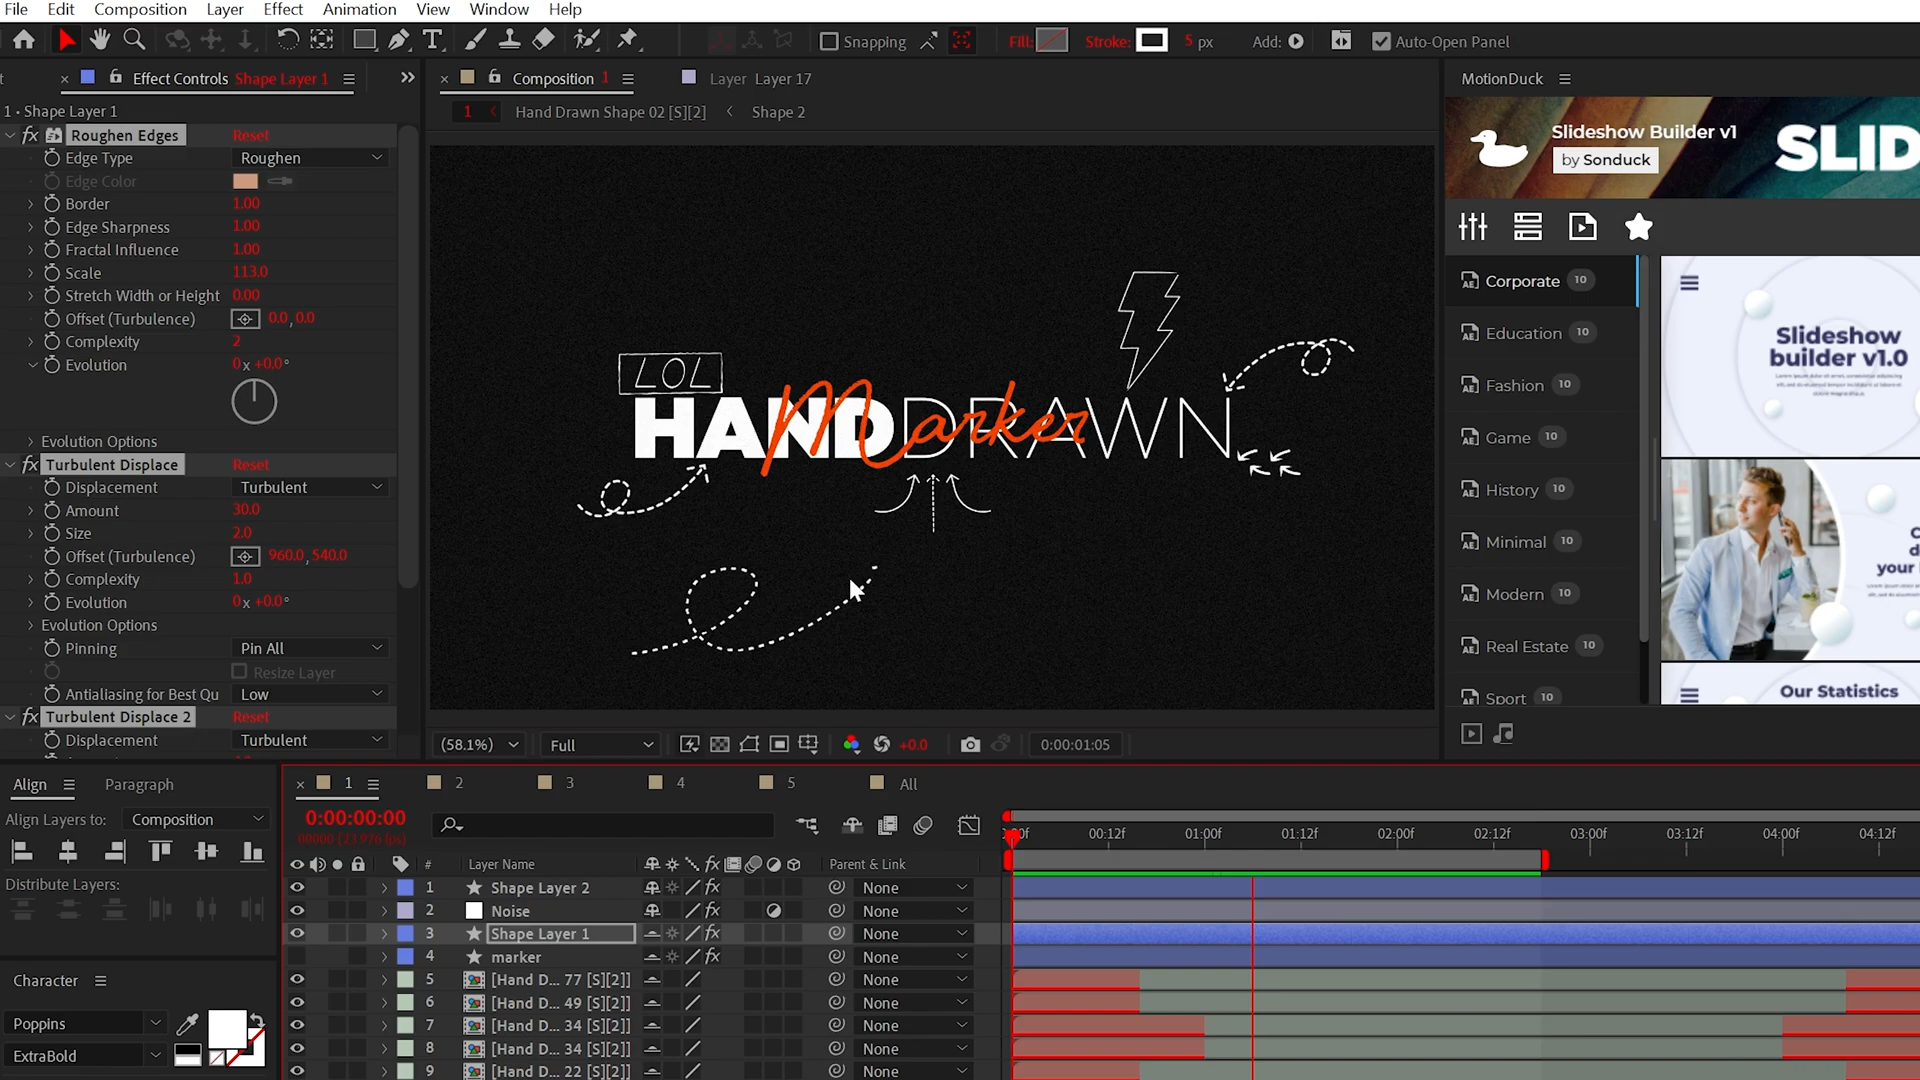 File Edit Composition Layer Effect Animation View Window Help
Snapping Fill: Stroke: 5 px Add: Auto-Open Panel
Effect Controls Shape Layer 1
1 • Shape Layer 1
fx Roughen Edges Reset
Edge Type Roughen
Edge Color
Border 1.00
Edge Sharpness 1.00
Fractal Influence 1.00
Scale 113.0
Stretch Width or Height 0.00
Offset (Turbulence) 0.0, 0.0
Complexity 2
Evolution 0x+0.0°
Evolution Options
fx Turbulent Displace Reset
Displacement Turbulent
Amount 30.0
Size 2.0
Offset (Turbulence) 960.0, 540.0
Complexity 1.0
Evolution 0x+0.0°
Evolution Options
Pinning Pin All
Resize Layer
Antialiasing for Best Qu Low
fx Turbulent Displace 2 Reset
Displacement Turbulent
Composition 1 Layer Layer 17
1 < Hand Drawn Shape 02 [S][2] < Shape 2
LOL
HANDDRAWN
Marker
(58.1%) Full +0.0 0:00:01:05
MotionDuck
Slideshow Builder v1
by Sonduck
SLID
Corporate 10
Education 10
Fashion 10
Game 10
History 10
Minimal 10
Modern 10
Real Estate 10
Sport 10
Slideshow
builder v1.0
C
d
your
Our Statistics
Align Paragraph
Align Layers to: Composition
Distribute Layers:
Character
Poppins
ExtraBold
1 2 3 4 5 All
0:00:00:00
00000 (23.976 fps)
00f 00:12f 01:00f 01:12f 02:00f 02:12f 03:00f 03:12f 04:00f 04:12f
# Layer Name fx Parent & Link
1 Shape Layer 2 fx None
2 Noise fx None
3 Shape Layer 1 fx None
4 marker fx None
5 [Hand D... 77 [S][2]] None
6 [Hand D... 49 [S][2]] None
7 [Hand D... 34 [S][2]] None
8 [Hand D... 34 [S][2]] None
9 [Hand D... 22 [S][2]] None